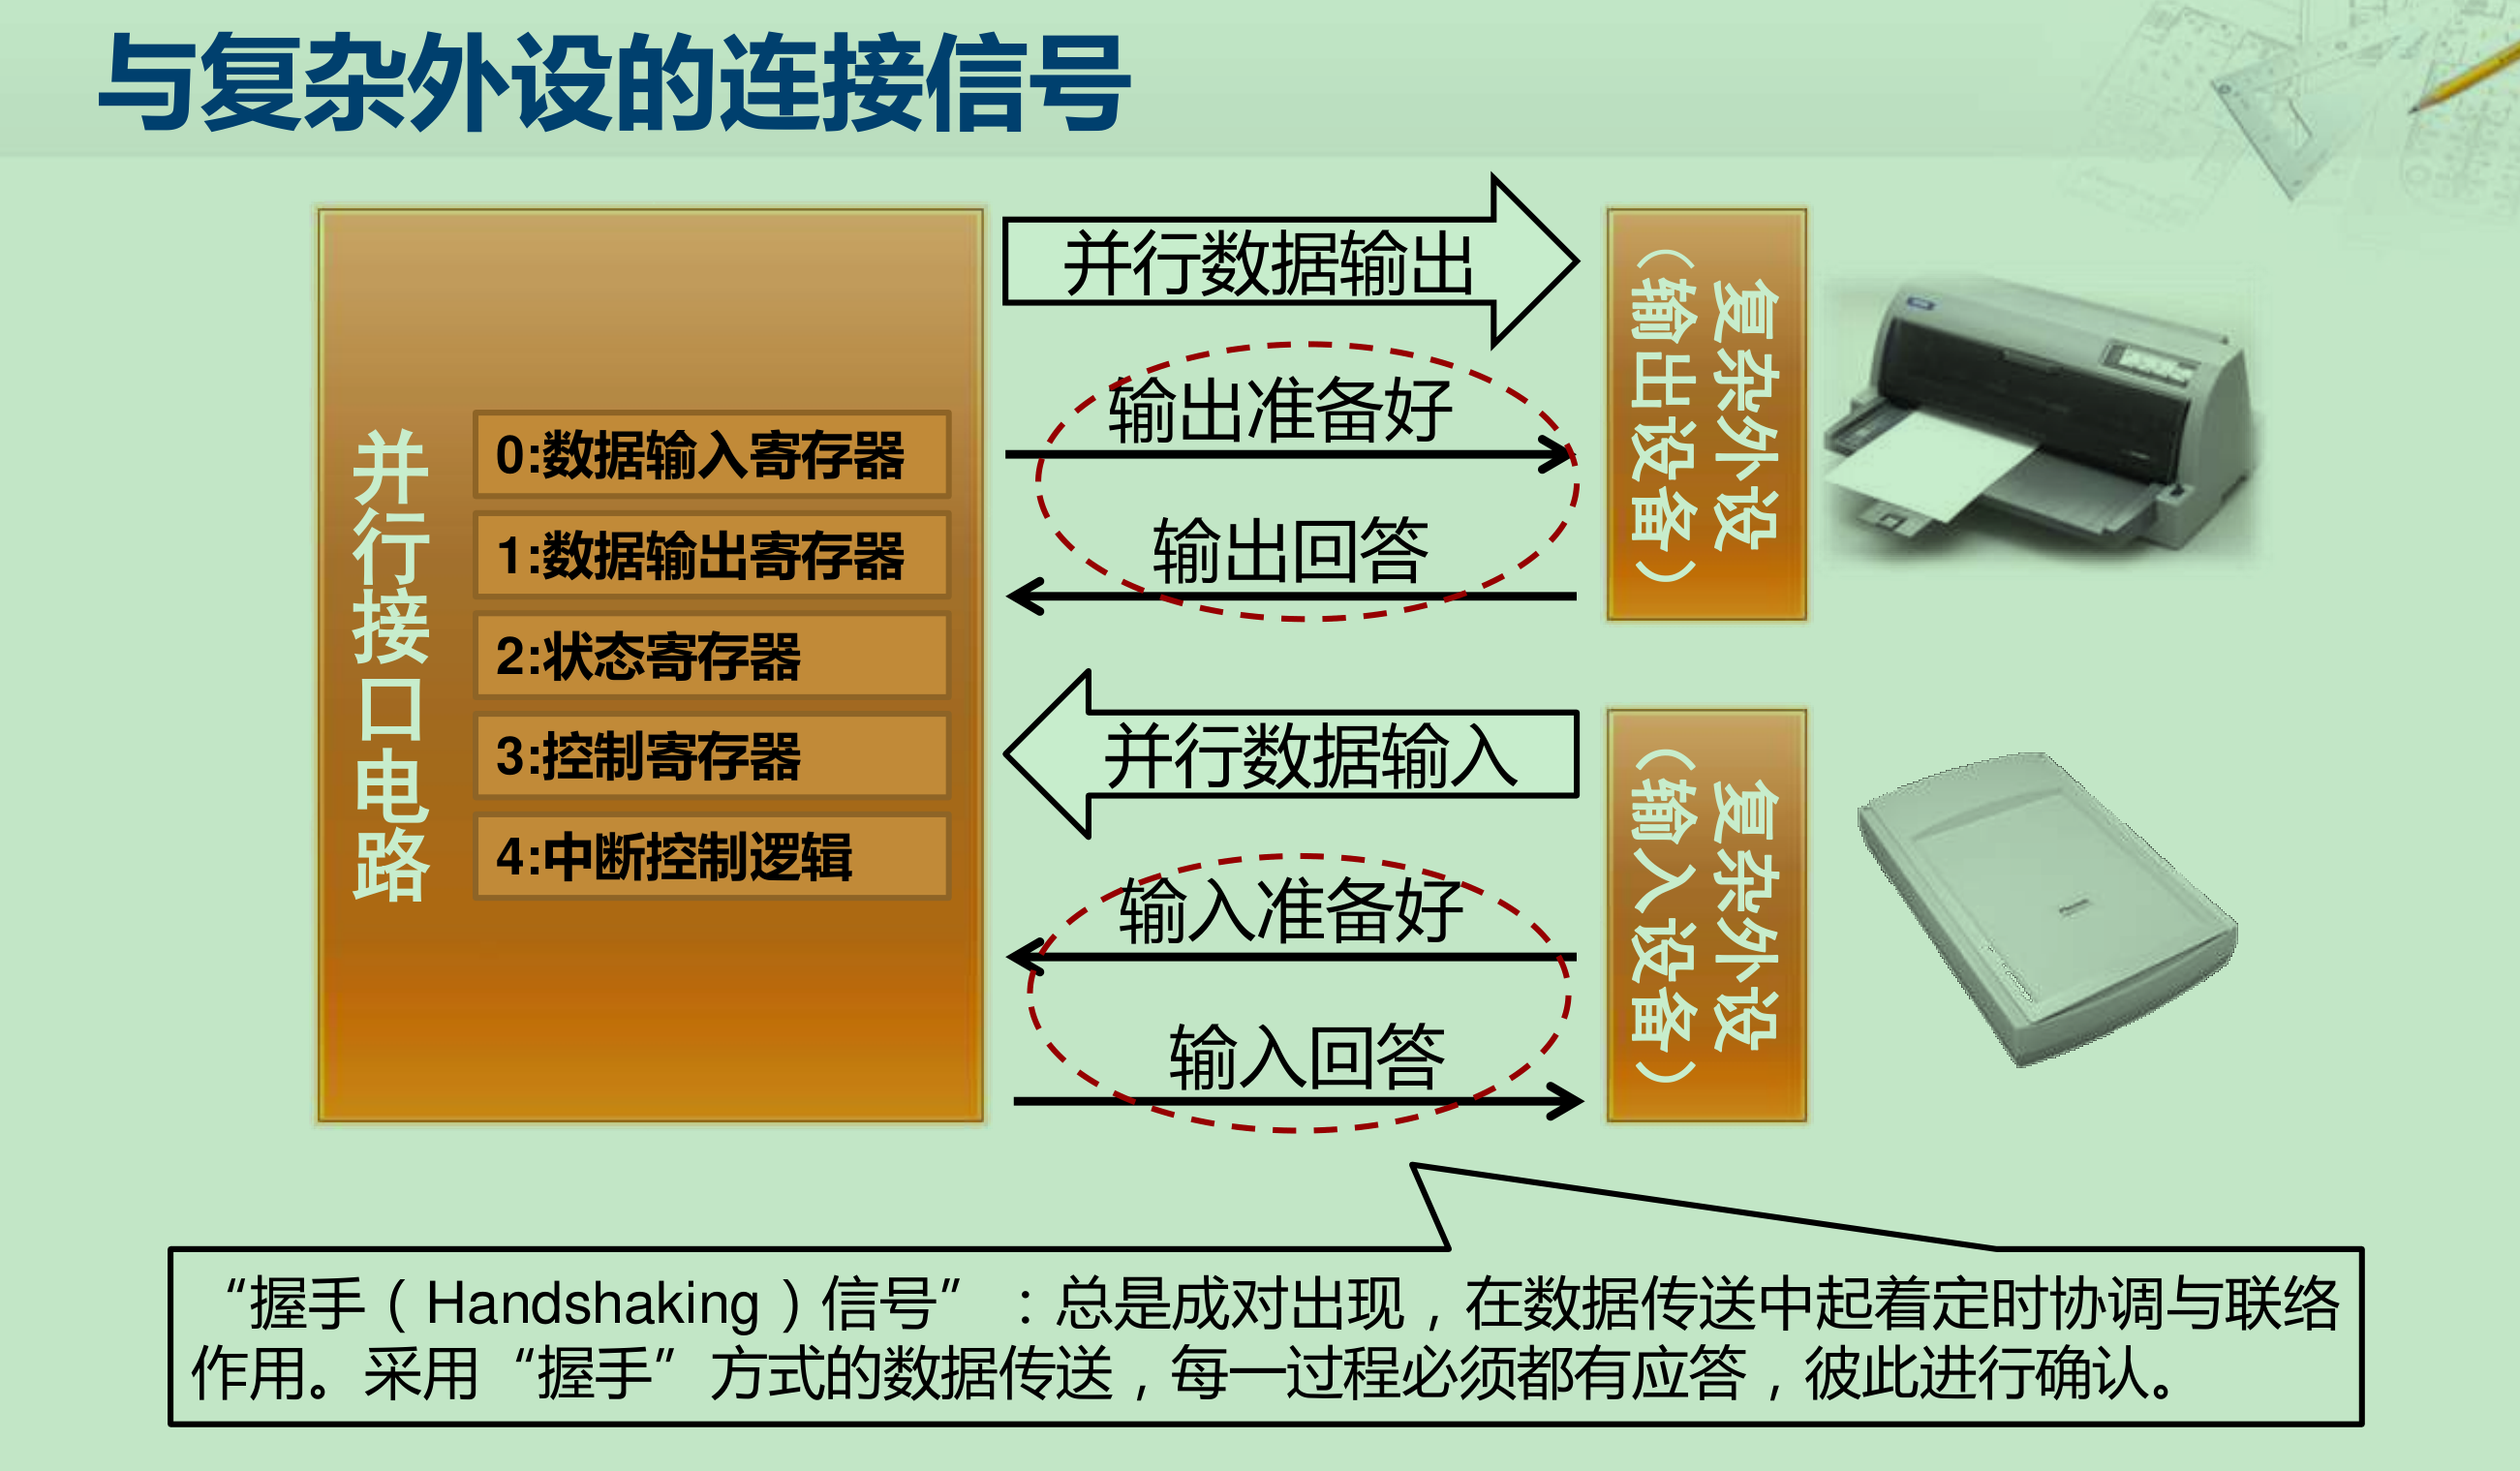 与复杂外设的连接信号
并行接口电路
0:数据输入寄存器
1:数据输出寄存器
2:状态寄存器
3:控制寄存器
4:中断控制逻辑
并行数据输出
输出准备好
输出回答
并行数据输入
输入准备好
输入回答
复杂外设
（输出设备）
复杂外设
（输入设备）
“握手（Handshaking）信号”：总是成对出现，在数据传送中起着定时协调与联络
作用。采用“握手”方式的数据传送，每一过程必须都有应答，彼此进行确认。